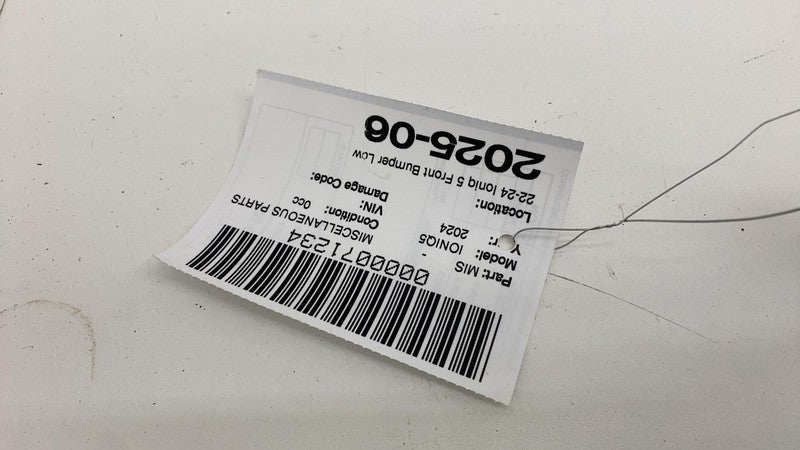 0000071234
Part: MIS - MISCELLANEOUS PARTS
Model: IONIQ5
Condition: 0cc
Year: 2024
VIN:
Location:
Damage Code:
22-24 Ioniq 5 Front Bumper Low
2025-06